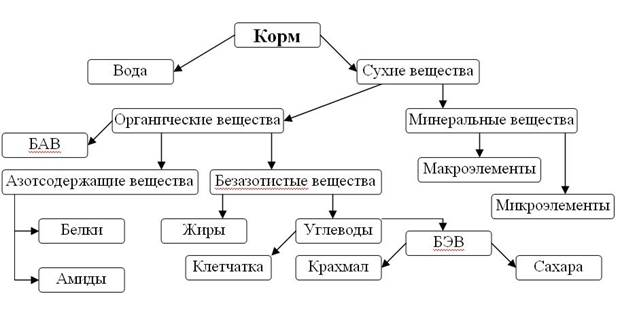 Корм
Вода
Сухие вещества
Органические вещества
Минеральные вещества
БАВ
Макроэлементы
Азотсодержащие вещества
Безазотистые вещества
Микроэлементы
Белки
Жиры
Углеводы
БЭВ
Клетчатка
Крахмал
Сахара
Амиды